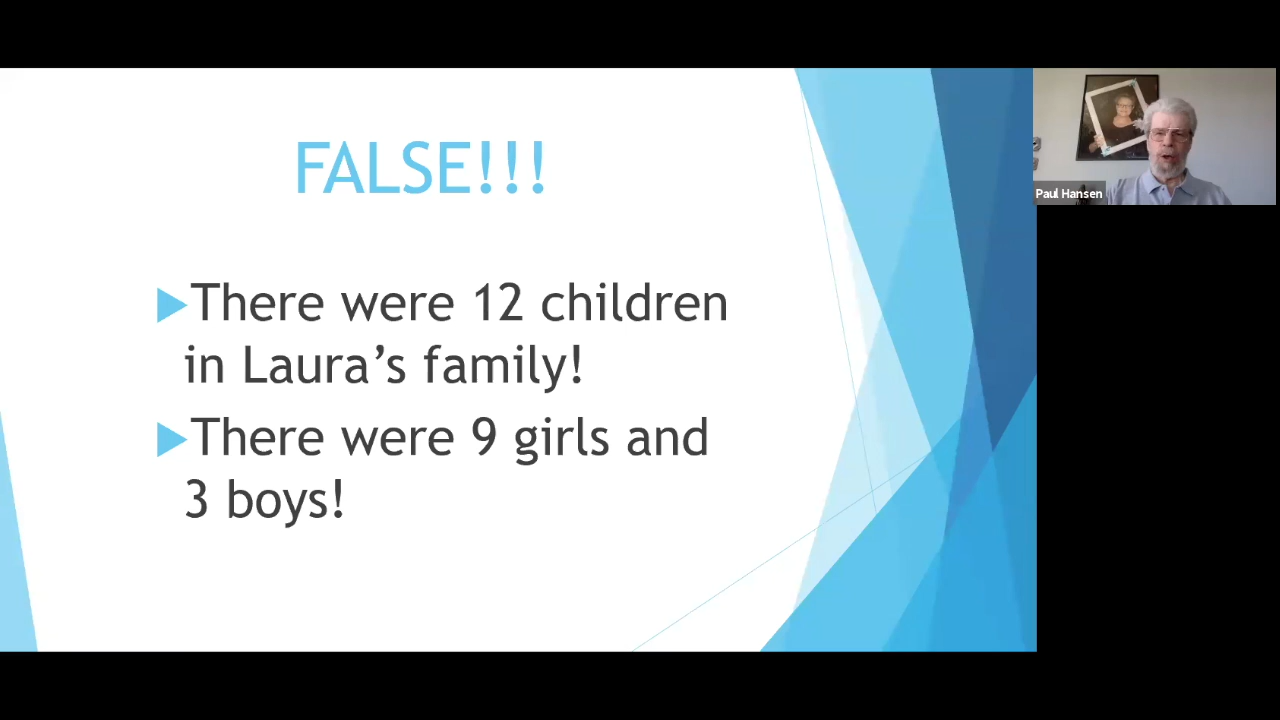 FALSE!!!
There were 12 children
in Laura’s family!
There were 9 girls and
3 boys!
Paul Hansen